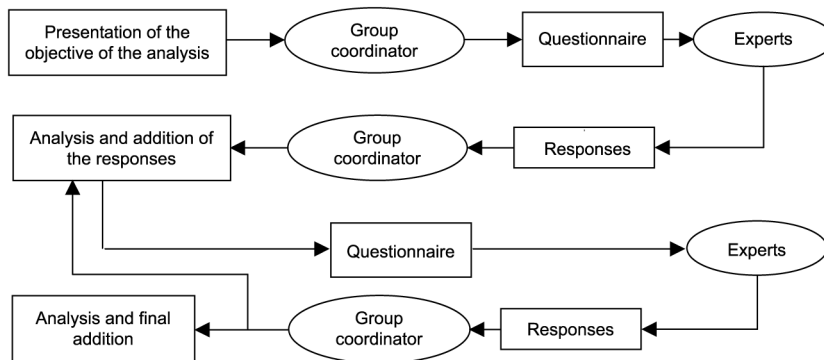 Presentation of the
objective of the analysis
Group
coordinator
Questionnaire
Experts
Analysis and addition of
the responses
Group
coordinator
Responses
Questionnaire
Experts
Analysis and final
addition
Group
coordinator
Responses